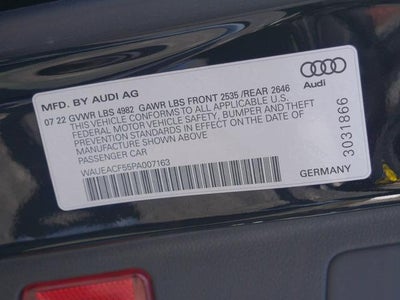 MFD. BY AUDI AG
Audi
07 22 GVWR LBS 4982 GAWR LBS FRONT 2535 /REAR 2646
THIS VEHICLE CONFORMS TO ALL APPLICABLE U.S.
FEDERAL MOTOR VEHICLE SAFETY, BUMPER AND THEFT
PREVENTION STANDARDS IN EFFECT ON THE DATE OF
MANUFACTURE SHOWN ABOVE
PASSENGER CAR
WAUEACF55PA007163
3031866
GERMANY